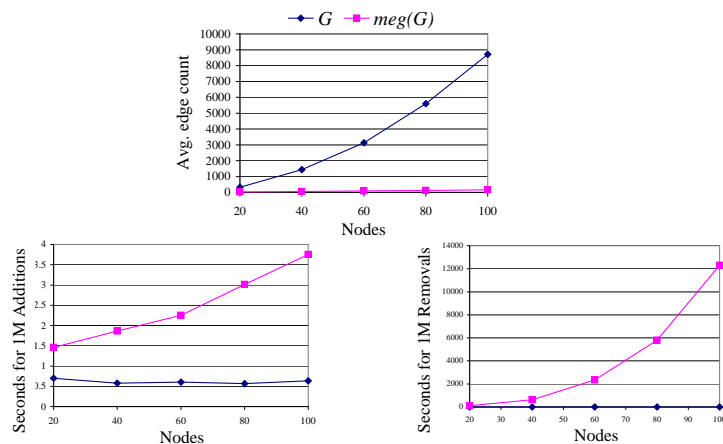 G meg(G)
Avg. edge count
10000
9000
8000
7000
6000
5000
4000
3000
2000
1000
0
20 40 60 80 100
Nodes
Seconds for 1M Additions
4
3.5
3
2.5
2
1.5
1
0.5
0
20 40 60 80 100
Nodes
Seconds for 1M Removals
14000
12000
10000
8000
6000
4000
2000
0
20 30 40 50 60 70 80 90 100
Nodes